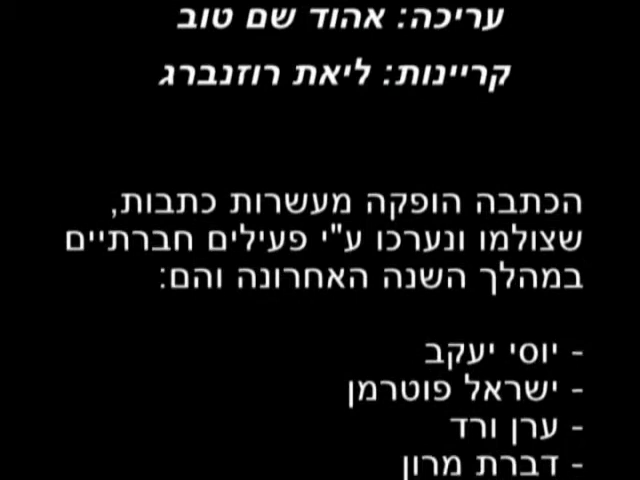 עריכה: אהוד שם טוב
קריינות: ליאת רוזנברג
הכתבה הופקה מעשרות כתבות,
שצולמו ונערכו ע"י פעילים חברתיים
במהלך השנה האחרונה והם:
- יוסי יעקב
- ישראל פוטרמן
- ערן ורד
- דברת מרון